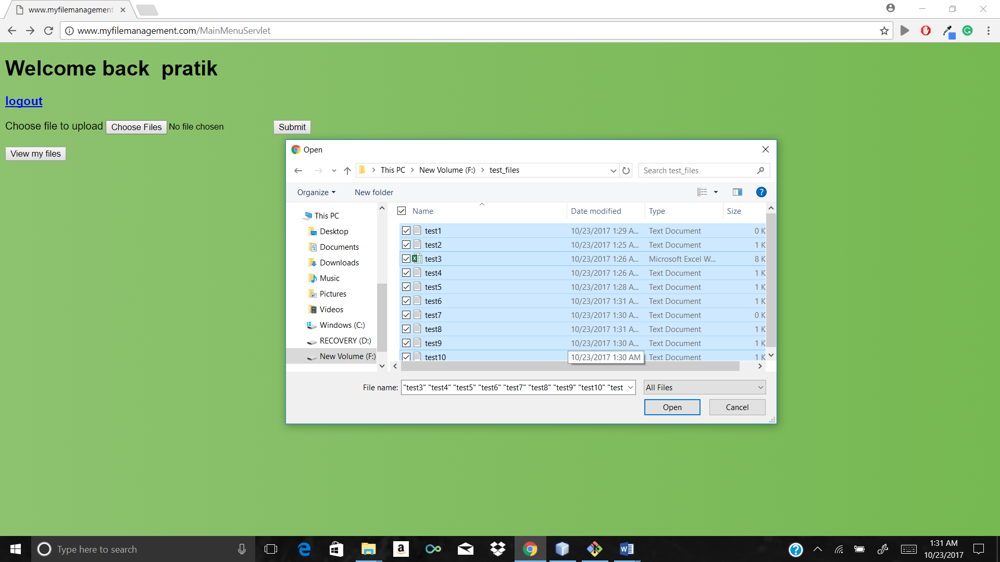 www.myfilemanagement
www.myfilemanagement.com/MainMenuServlet
Welcome back pratik
logout
Choose file to upload Choose Files No file chosen Submit
View my files
Open
This PC > New Volume (F:) > test_files
Search test_files
Organize New folder
This PC
Desktop
Documents
Downloads
Music
Pictures
Videos
Windows (C:)
RECOVERY (D:)
New Volume (F:)
Name Date modified Type Size
test1 10/23/2017 1:29 A... Text Document 0 K
test2 10/23/2017 1:25 A... Text Document 1 K
test3 10/23/2017 1:26 A... Microsoft Excel W... 8 K
test4 10/23/2017 1:26 A... Text Document 1 K
test5 10/23/2017 1:28 A... Text Document 1 K
test6 10/23/2017 1:31 A... Text Document 1 K
test7 10/23/2017 1:30 A... Text Document 0 K
test8 10/23/2017 1:31 A... Text Document 1 K
test9 10/23/2017 1:30 A... Text Document 1 K
test10 10/23/2017 1:30 AM Text Document 1 K
File name: "test3" "test4" "test5" "test6" "test7" "test8" "test9" "test10" "test
All Files
Open Cancel
Type here to search
1:31 AM
10/23/2017